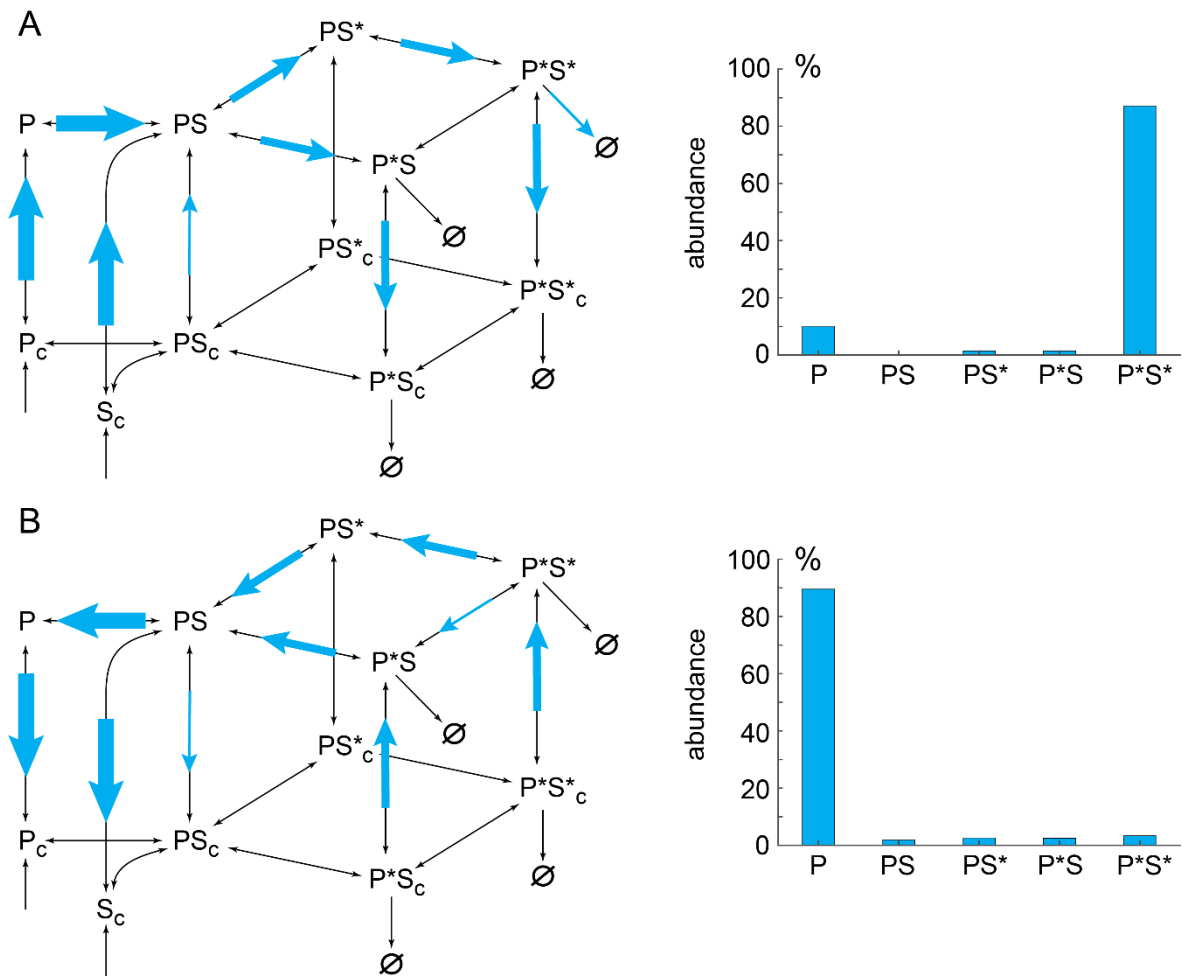 A
PS*
P*S*
P
PS
P*S
Ø
Ø
PS*c
P*S*c
Pc
PSc
P*Sc
Ø
Sc
Ø
%
100
80
60
40
20
0
abundance
P PS PS* P*S P*S*
B
PS*
P*S*
P
PS
P*S
Ø
Ø
PS*c
P*S*c
Pc
PSc
P*Sc
Ø
Sc
Ø
%
100
80
60
40
20
0
abundance
P PS PS* P*S P*S*